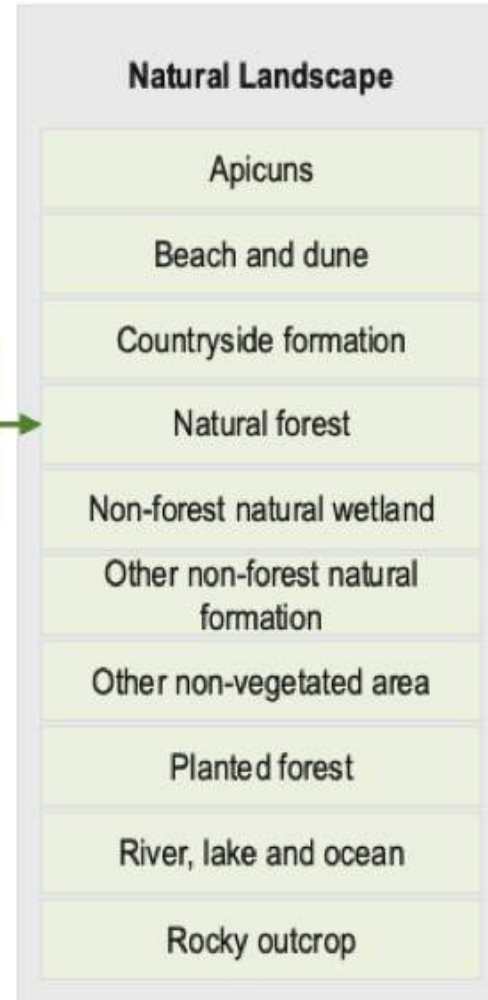 Natural Landscape
Apicuns
Beach and dune
Countryside formation
Natural forest
Non-forest natural wetland
Other non-forest natural
formation
Other non-vegetated area
Planted forest
River, lake and ocean
Rocky outcrop